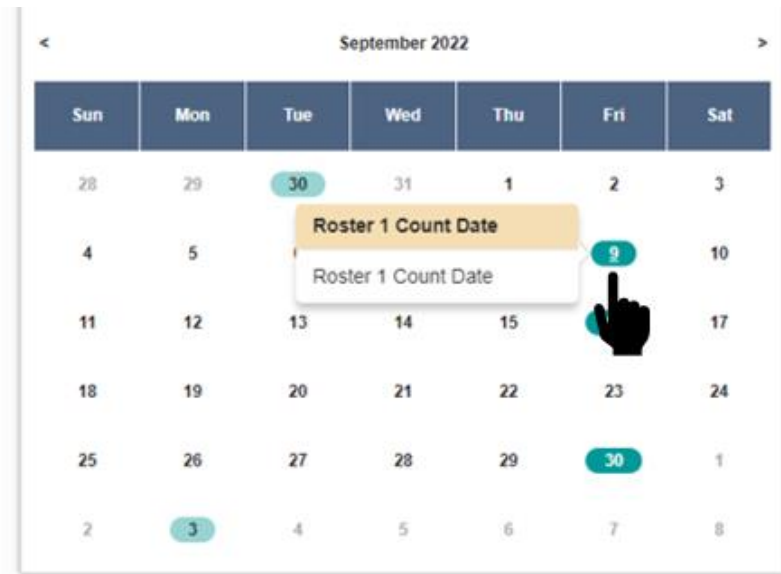 < September 2022 >
Sun Mon Tue Wed Thu Fri Sat
28 29 30 31 1 2 3
Roster 1 Count Date
4 5 9 10
Roster 1 Count Date
11 12 13 14 15 17
18 19 20 21 22 23 24
25 26 27 28 29 30 1
2 3 4 5 6 7 8